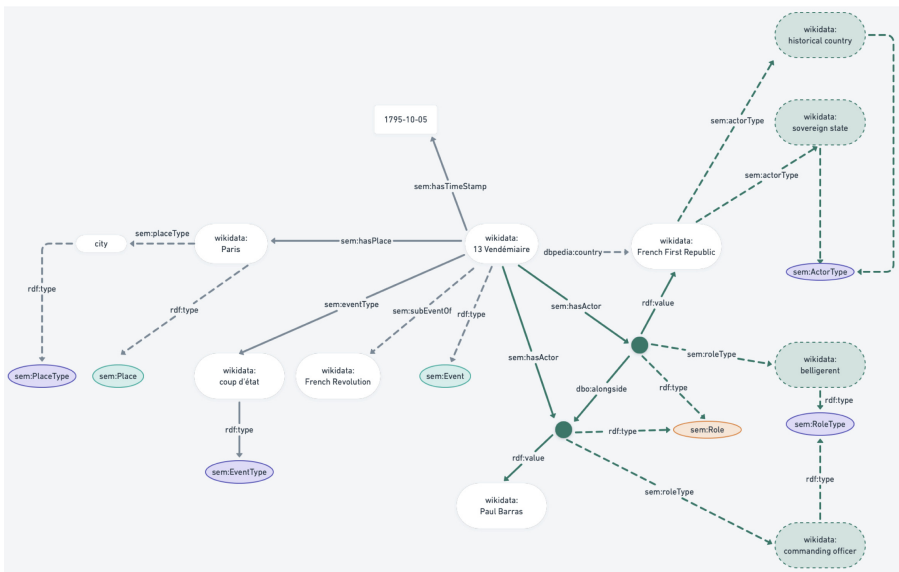 wikidata:
historical country
1795-10-05
sem:actorType
wikidata:
sovereign state
sem:actorType
sem:hasTimeStamp
city
sem:placeType
wikidata:
Paris
sem:hasPlace
wikidata:
13 Vendémiaire
dbpedia:country
wikidata:
French First Republic
sem:ActorType
rdf:type
rdf:type
sem:eventType
sem:subEventOf
rdf:type
sem:hasActor
rdf:value
sem:hasActor
sem:roleType
sem:PlaceType
sem:Place
wikidata:
coup d'état
wikidata:
French Revolution
sem:Event
dbo:alongside
rdf:type
wikidata:
belligerent
rdf:type
rdf:type
rdf:type
sem:Role
sem:RoleType
rdf:value
sem:EventType
rdf:type
sem:roleType
wikidata:
Paul Barras
wikidata:
commanding officer